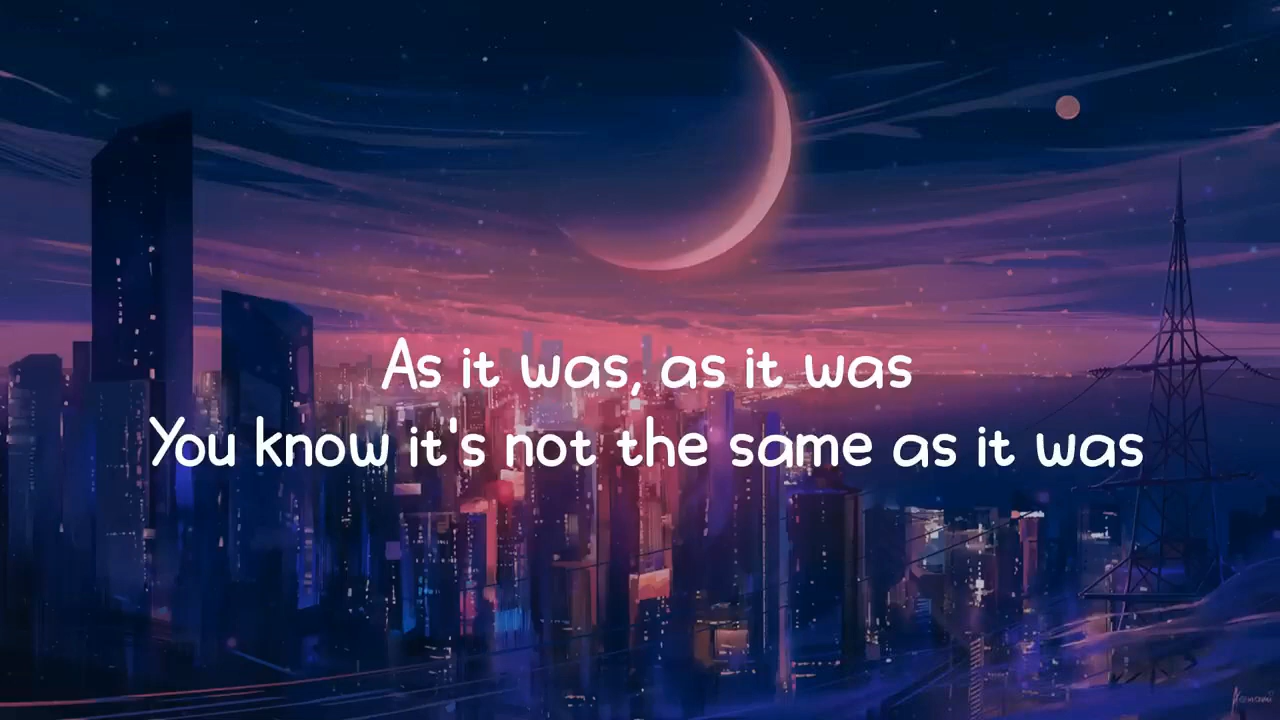 As it was, as it was
You know it's not the same as it was